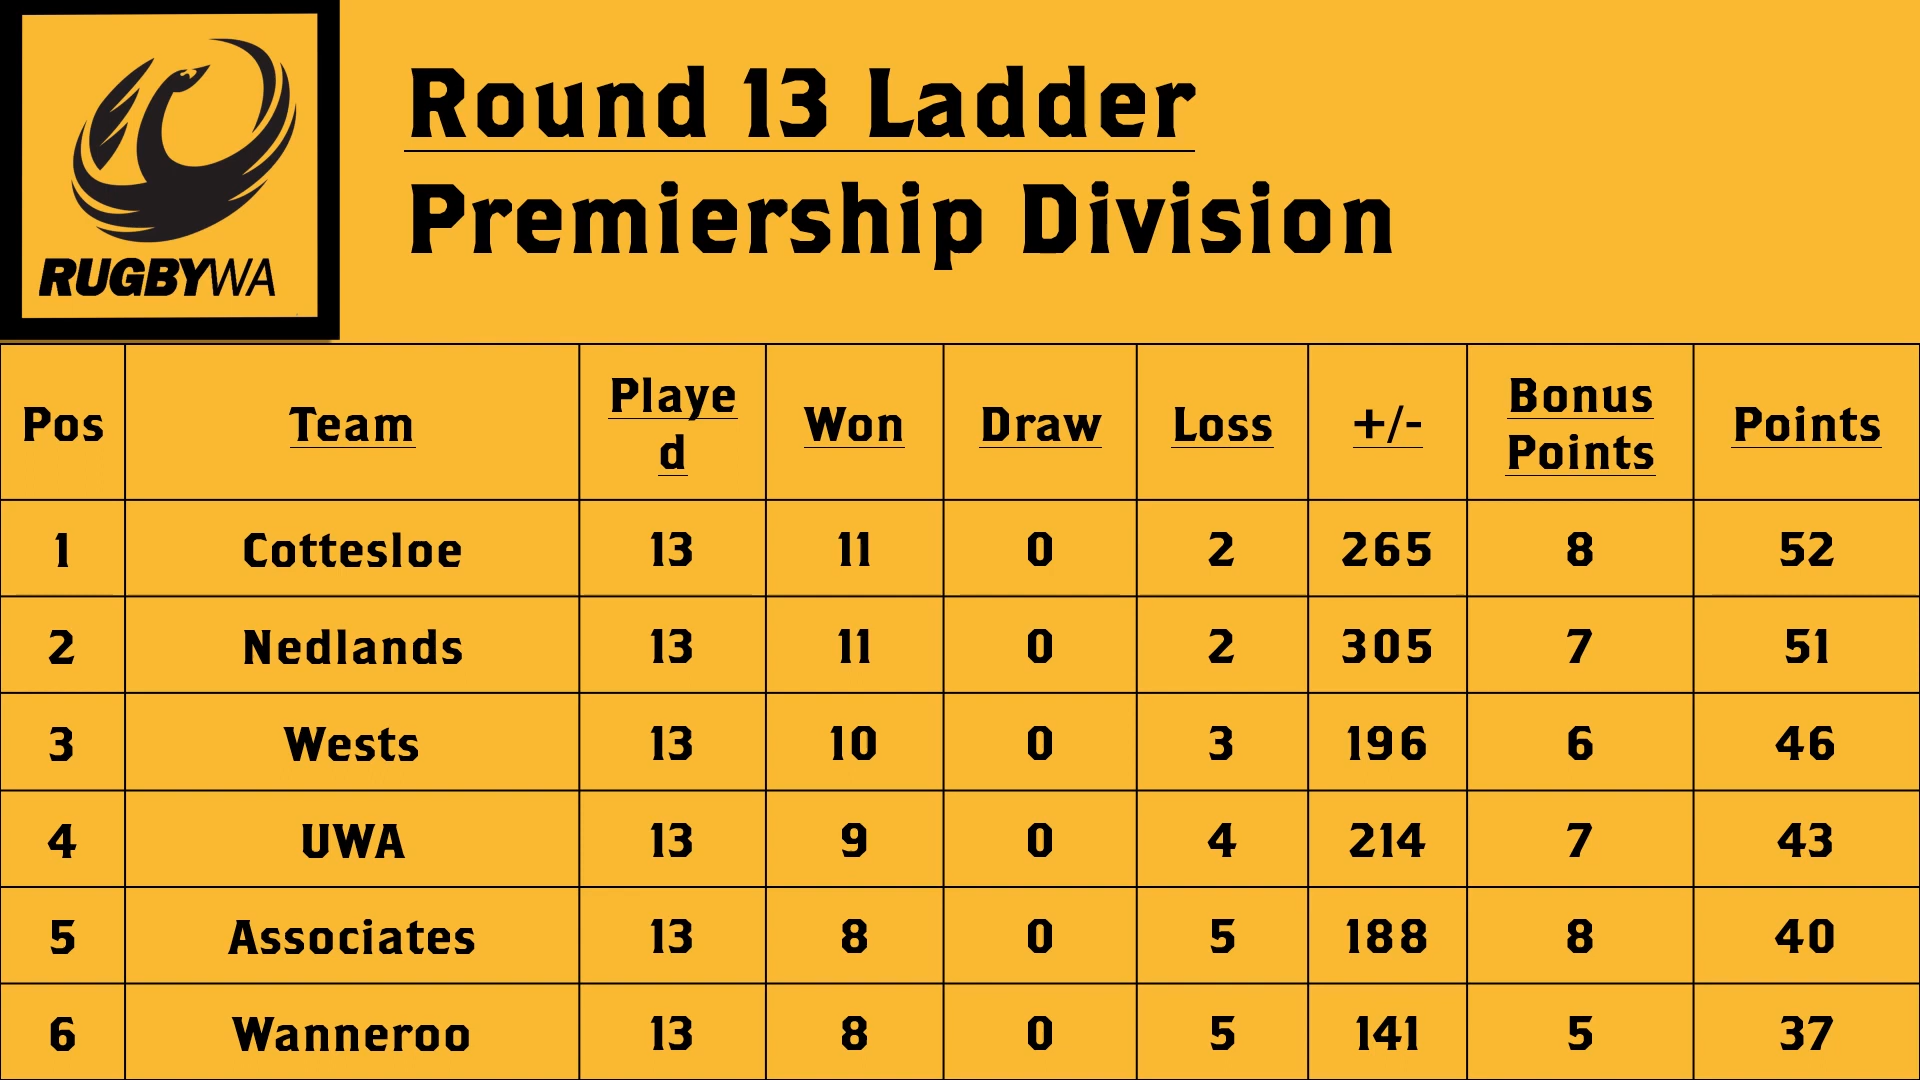 RUGBYWA
Round 13 Ladder
Premiership Division
Pos Team Playe Won Draw Loss +/- Bonus Points
d Points
1 Cottesloe 13 11 0 2 265 8 52
2 Nedlands 13 11 0 2 305 7 51
3 Wests 13 10 0 3 196 6 46
4 UWA 13 9 0 4 214 7 43
5 Associates 13 8 0 5 188 8 40
6 Wanneroo 13 8 0 5 141 5 37